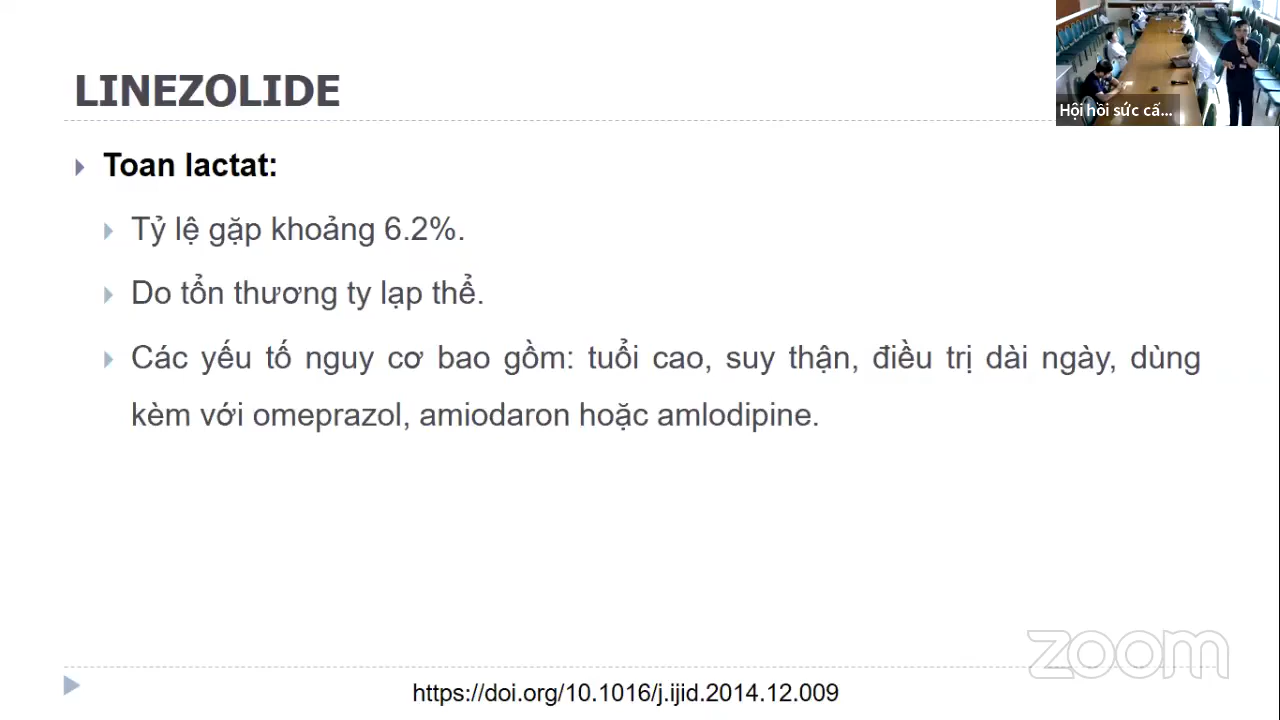 LINEZOLIDE
Hội hồi sức cấ...
Toan lactat:
Tỷ lệ gặp khoảng 6.2%.
Do tổn thương ty lạp thể.
Các yếu tố nguy cơ bao gồm: tuổi cao, suy thận, điều trị dài ngày, dùng
kèm với omeprazol, amiodaron hoặc amlodipine.
zoom
https://doi.org/10.1016/j.ijid.2014.12.009